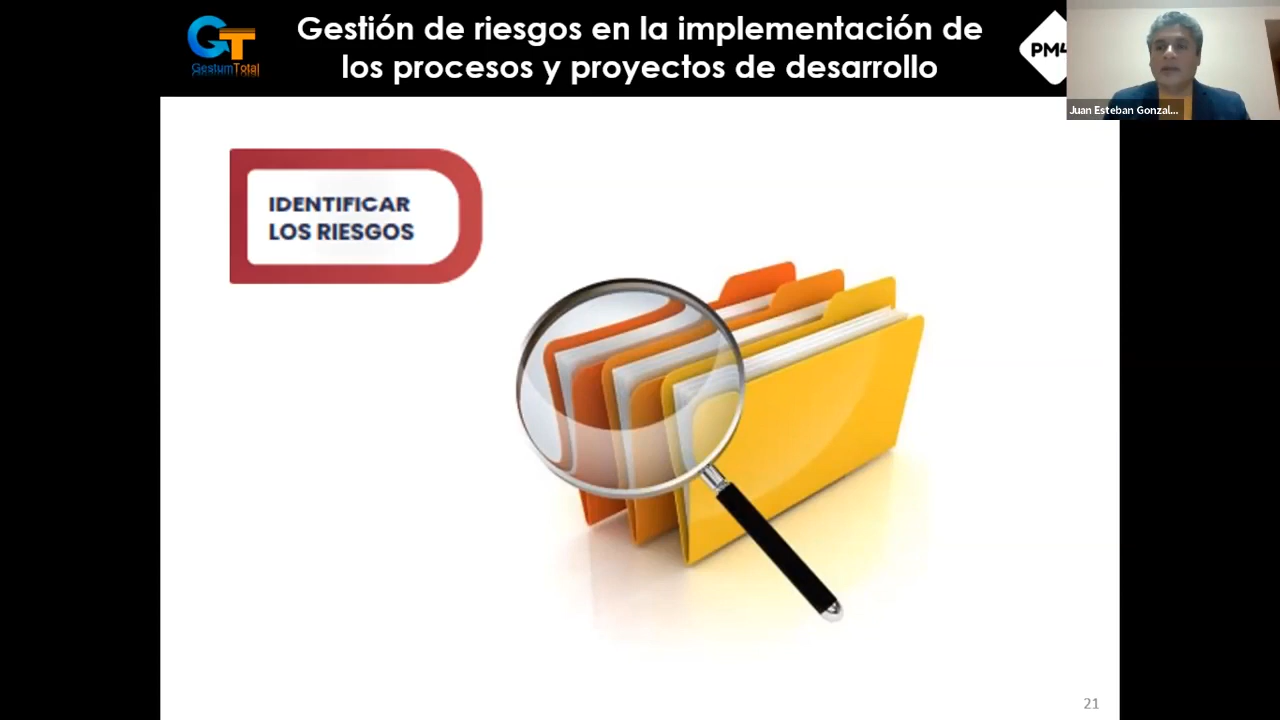 Gestión de riesgos en la implementación de
los procesos y proyectos de desarrollo
GT
GestumTotal
PM4
Juan Esteban Gonzal...
IDENTIFICAR
LOS RIESGOS
21